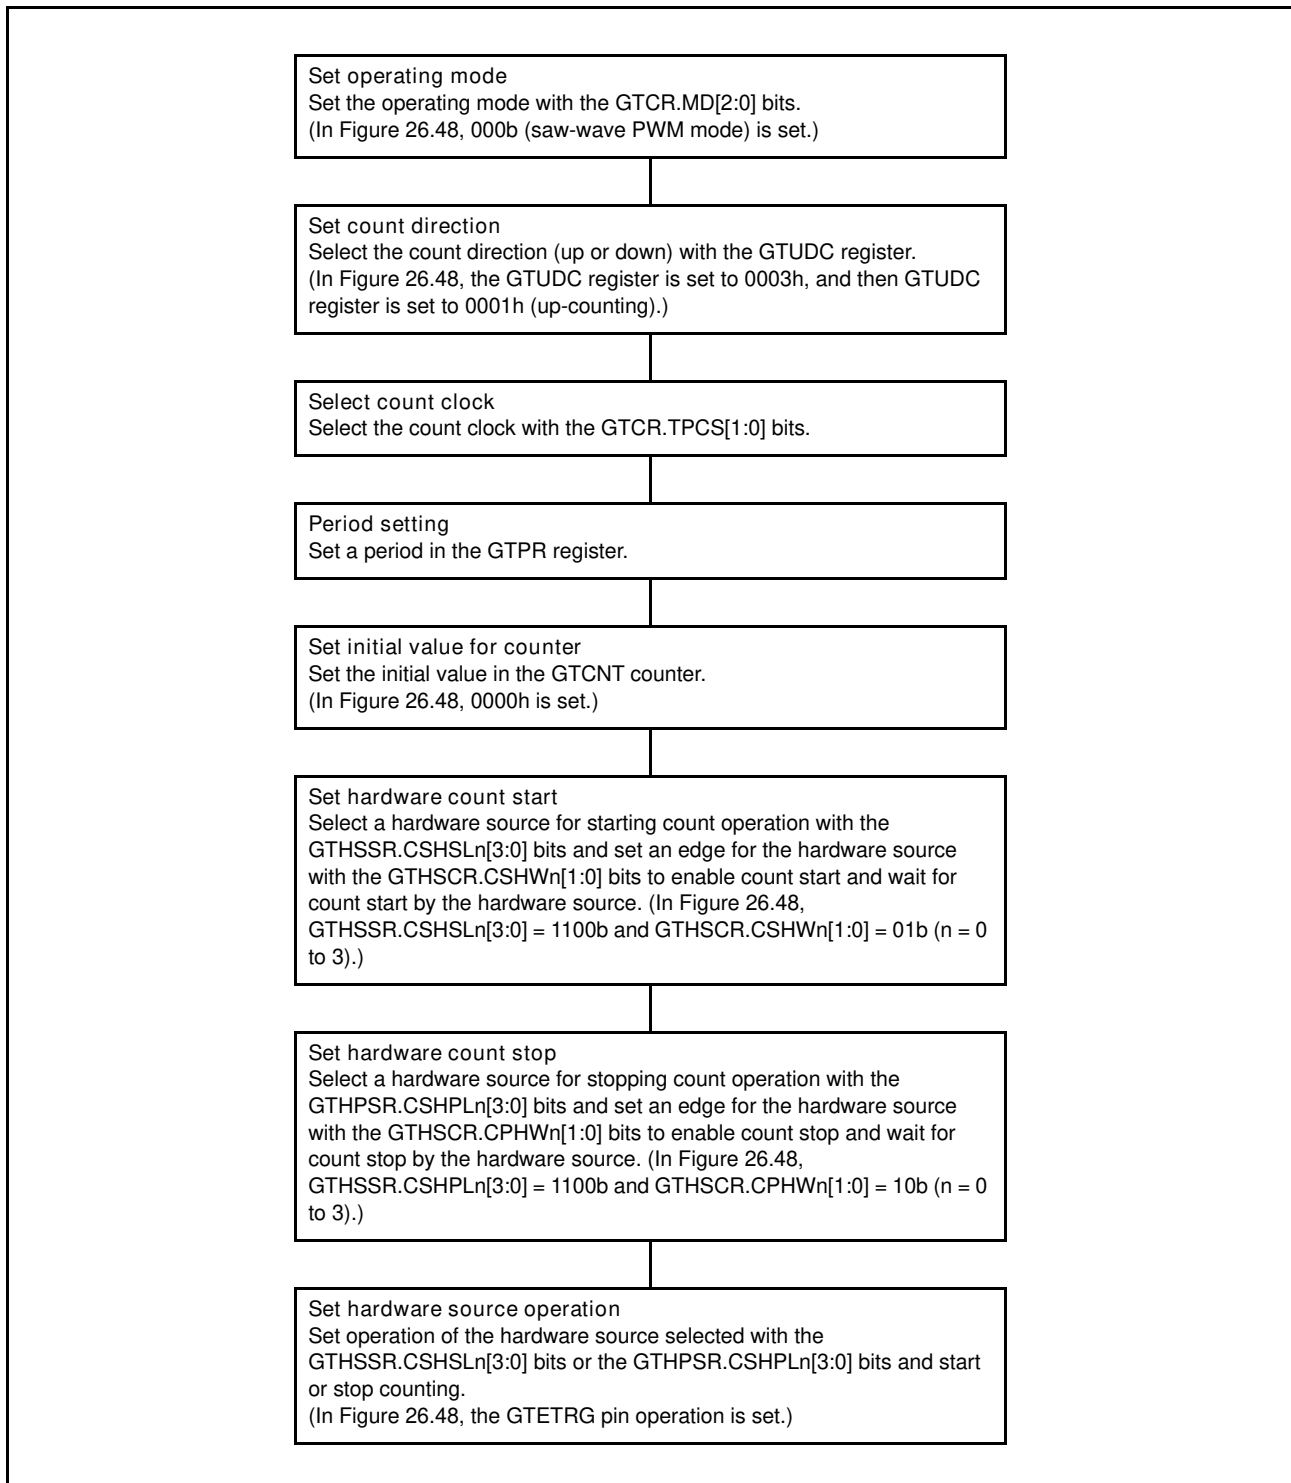 Set operating mode
Set the operating mode with the GTCR.MD[2:0] bits.
(In Figure 26.48, 000b (saw-wave PWM mode) is set.)
Set count direction
Select the count direction (up or down) with the GTUDC register.
(In Figure 26.48, the GTUDC register is set to 0003h, and then GTUDC
register is set to 0001h (up-counting).)
Select count clock
Select the count clock with the GTCR.TPCS[1:0] bits.
Period setting
Set a period in the GTPR register.
Set initial value for counter
Set the initial value in the GTCNT counter.
(In Figure 26.48, 0000h is set.)
Set hardware count start
Select a hardware source for starting count operation with the
GTHSSR.CSHSLn[3:0] bits and set an edge for the hardware source
with the GTHSCR.CSHWn[1:0] bits to enable count start and wait for
count start by the hardware source. (In Figure 26.48,
GTHSSR.CSHSLn[3:0] = 1100b and GTHSCR.CSHWn[1:0] = 01b (n = 0
to 3).)
Set hardware count stop
Select a hardware source for stopping count operation with the
GTHPSR.CSHPLn[3:0] bits and set an edge for the hardware source
with the GTHSCR.CPHWn[1:0] bits to enable count stop and wait for
count stop by the hardware source. (In Figure 26.48,
GTHSSR.CSHPLn[3:0] = 1100b and GTHSCR.CPHWn[1:0] = 10b (n = 0
to 3).)
Set hardware source operation
Set operation of the hardware source selected with the
GTHSSR.CSHSLn[3:0] bits or the GTHPSR.CSHPLn[3:0] bits and start
or stop counting.
(In Figure 26.48, the GTETRG pin operation is set.)